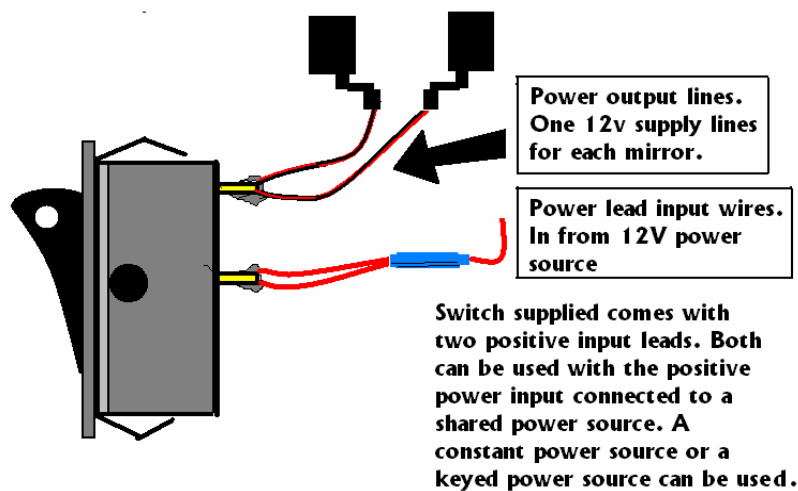 Power output lines.
One 12v supply lines
for each mirror.
Power lead input wires.
In from 12V power
source
Switch supplied comes with
two positive input leads. Both
can be used with the positive
power input connected to a
shared power source. A
constant power source or a
keyed power source can be used.